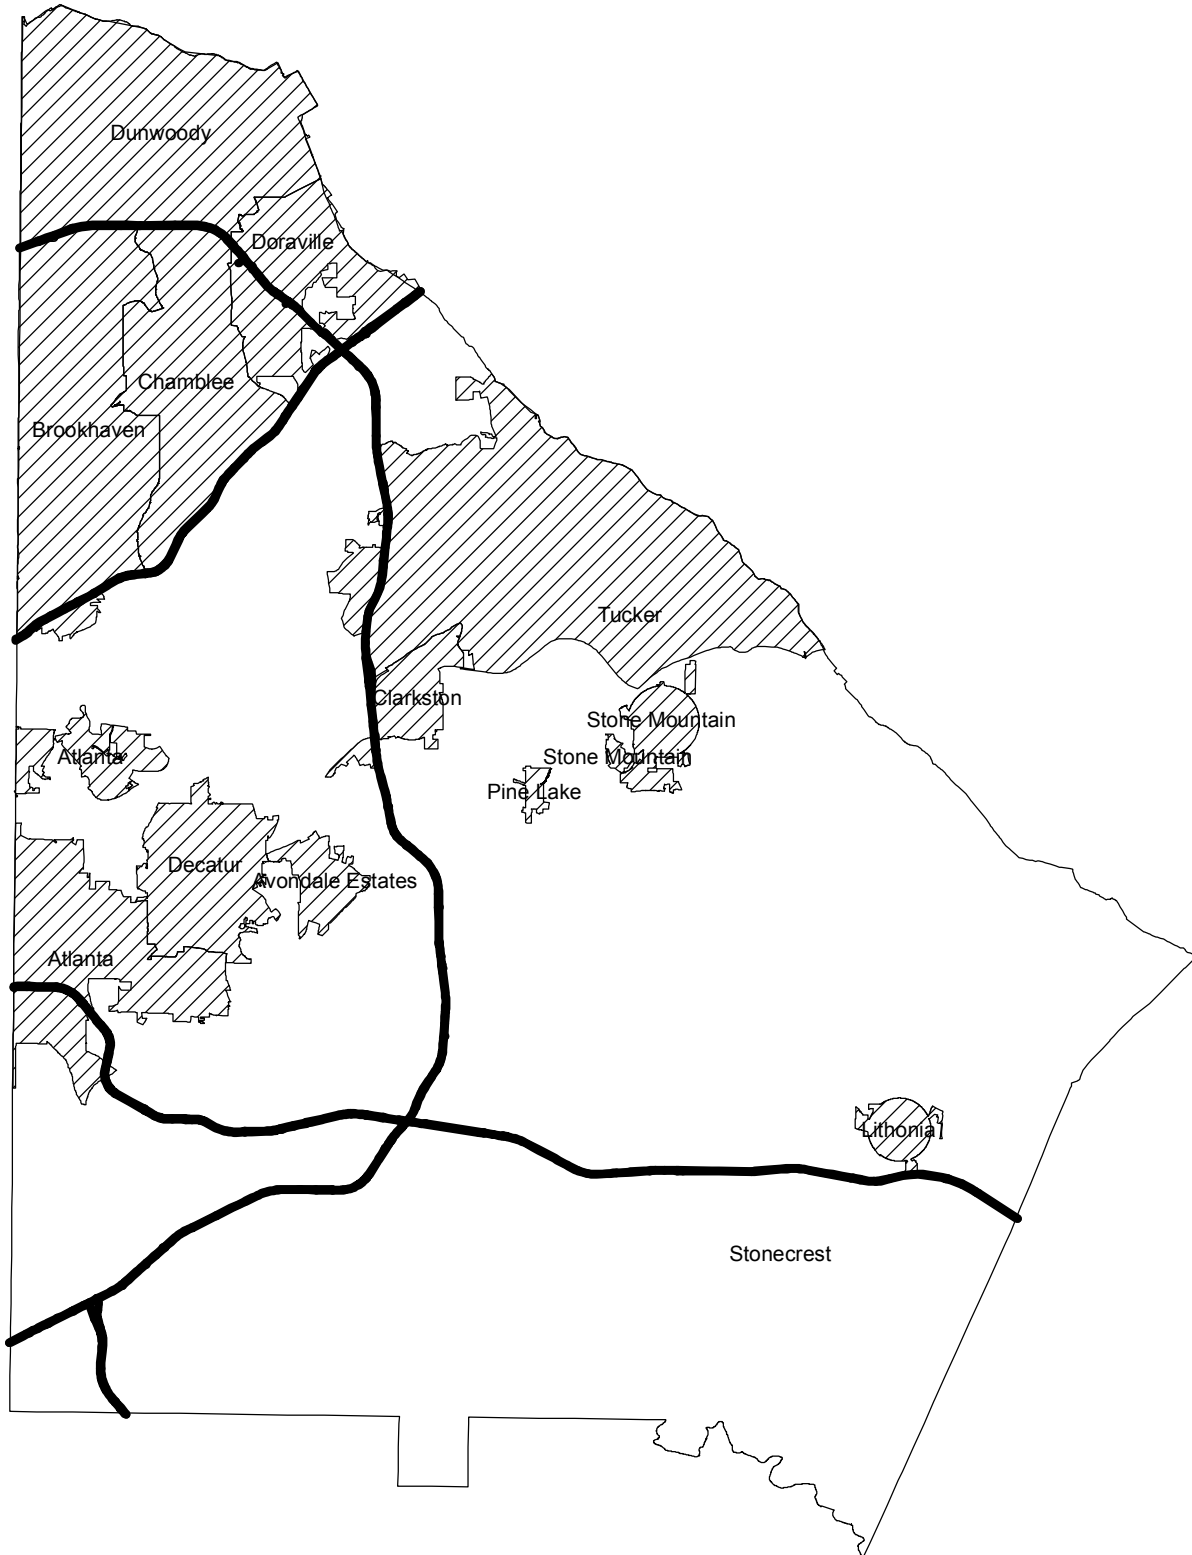 Dunwoody
Doraville
Chamblee
Brookhaven
Tucker
Clarkston
Stone Mountain
Atlanta
Stone Mountain
Pine Lake
Decatur
Avondale Estates
Atlanta
Lithonia
Stonecrest